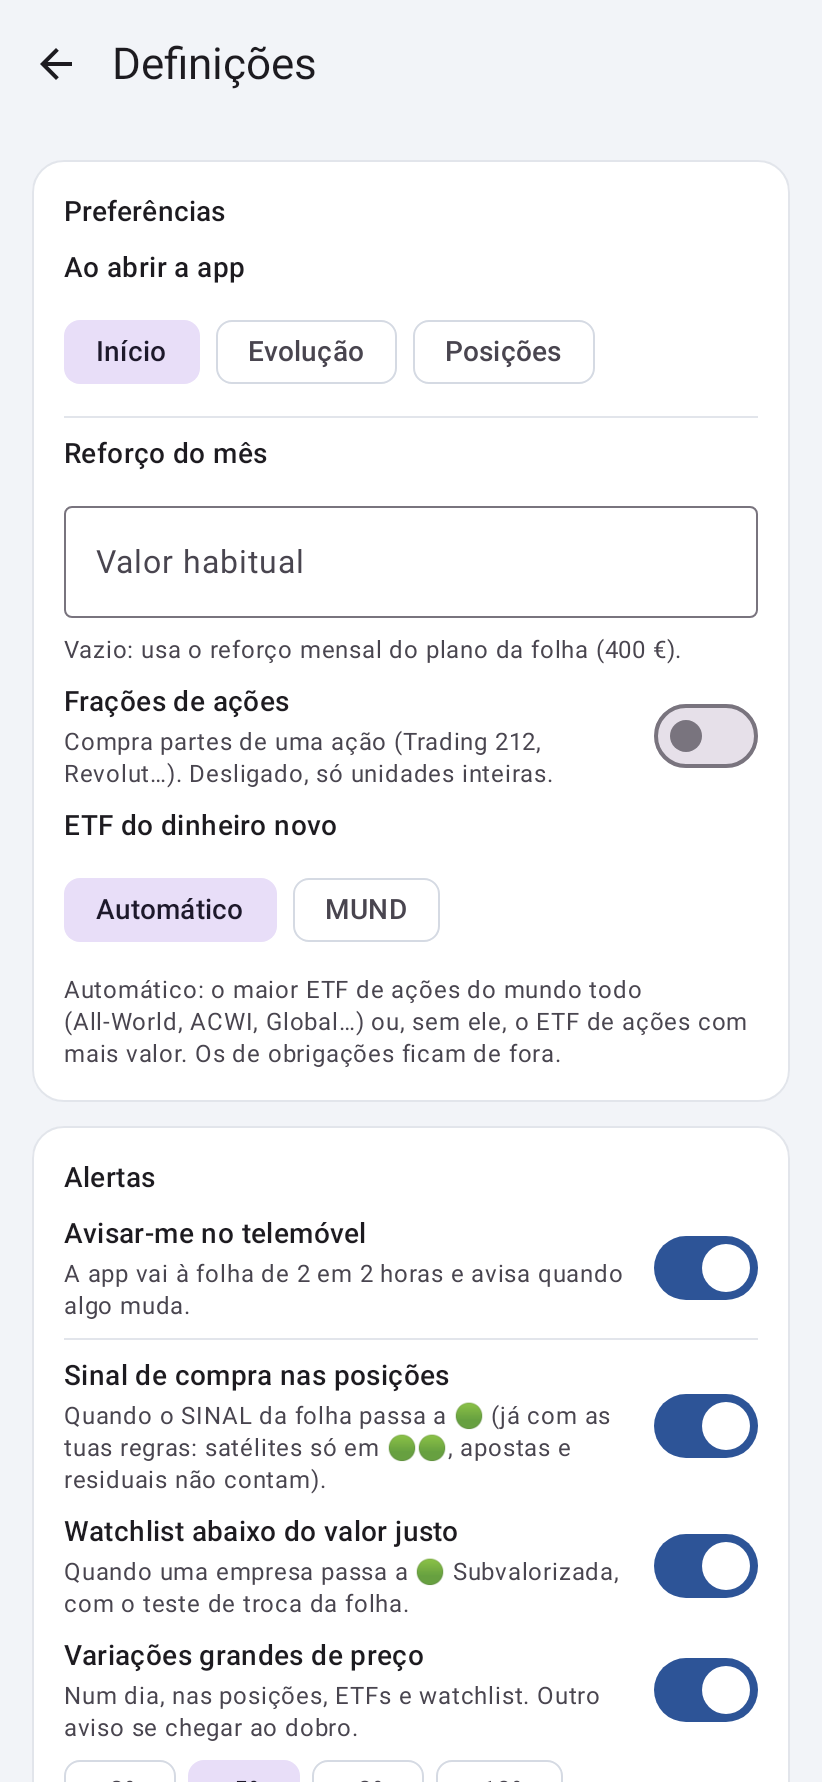 Definições
Preferências
Ao abrir a app
Início Evolução Posições
Reforço do mês
Valor habitual
Vazio: usa o reforço mensal do plano da folha (400 €).
Frações de ações
Compra partes de uma ação (Trading 212,
Revolut…). Desligado, só unidades inteiras.
ETF do dinheiro novo
Automático MUND
Automático: o maior ETF de ações do mundo todo
(All-World, ACWI, Global…) ou, sem ele, o ETF de ações com
mais valor. Os de obrigações ficam de fora.
Alertas
Avisar-me no telemóvel
A app vai à folha de 2 em 2 horas e avisa quando
algo muda.
Sinal de compra nas posições
Quando o SINAL da folha passa a 🟢 (já com as
tuas regras: satélites só em 🟢🟢, apostas e
residuais não contam).
Watchlist abaixo do valor justo
Quando uma empresa passa a 🟢 Subvalorizada,
com o teste de troca da folha.
Variações grandes de preço
Num dia, nas posições, ETFs e watchlist. Outro
aviso se chegar ao dobro.